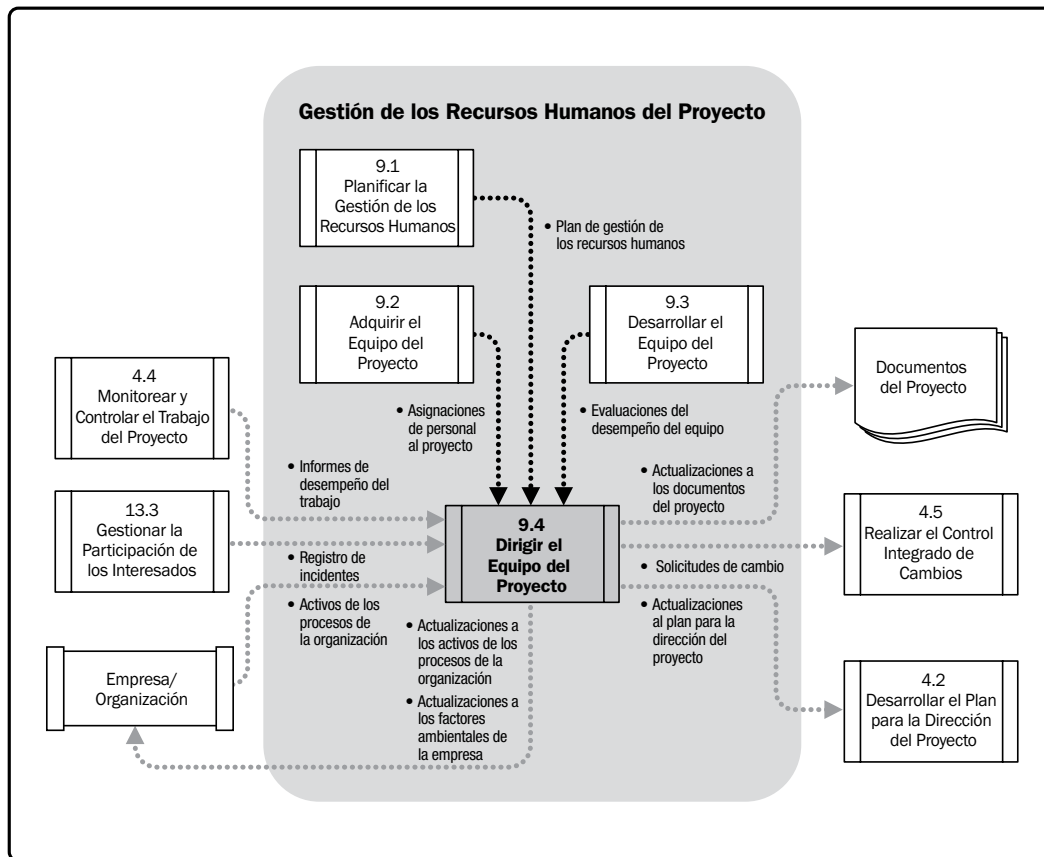 Gestión de los Recursos Humanos del Proyecto
9.1
Planificar la
Gestión de los
Recursos Humanos
• Plan de gestión de
los recursos humanos
9.2
Adquirir el
Equipo del
Proyecto
9.3
Desarrollar el
Equipo del
Proyecto
4.4
Monitorear y
Controlar el Trabajo
del Proyecto
Documentos
del Proyecto
• Asignaciones
de personal
al proyecto
• Evaluaciones del
desempeño del equipo
• Informes de
desempeño del
trabajo
• Actualizaciones a
los documentos
del proyecto
13.3
Gestionar la
Participación de
los Interesados
9.4
Dirigir el
Equipo del
Proyecto
4.5
Realizar el Control
Integrado de
Cambios
• Registro de
incidentes
• Solicitudes de cambio
• Activos de los
procesos de
la organización
• Actualizaciones a
los activos de los
procesos de la
organización
• Actualizaciones
al plan para la
dirección del
proyecto
Empresa/
Organización
• Actualizaciones a
los factores
ambientales de
la empresa
4.2
Desarrollar el Plan
para la Dirección
del Proyecto